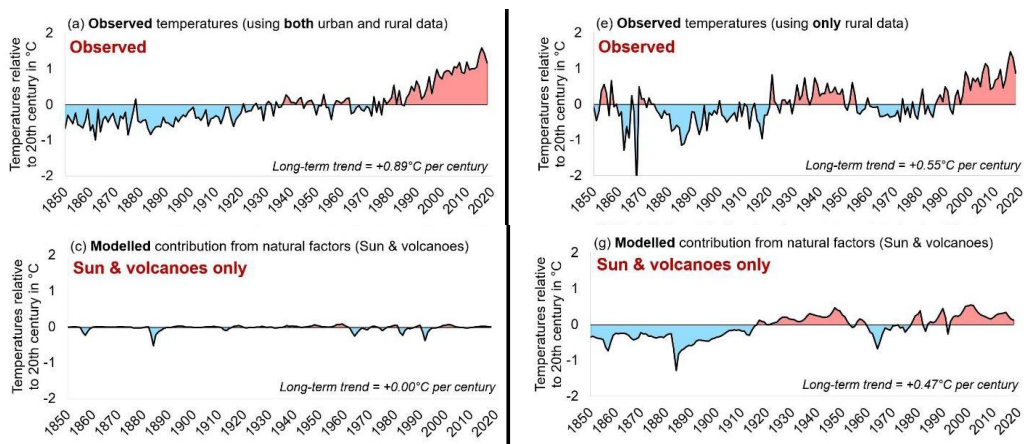 (a) Observed temperatures (using both urban and rural data)
Observed
Temperatures relative
to 20th century in °C
2
1
0
-1
-2
Long-term trend = +0.89°C per century
1850 1860 1870 1880 1890 1900 1910 1920 1930 1940 1950 1960 1970 1980 1990 2000 2010 2020
(e) Observed temperatures (using only rural data)
Observed
Temperatures relative
to 20th century in °C
2
1
0
-1
-2
Long-term trend = +0.55°C per century
1850 1860 1870 1880 1890 1900 1910 1920 1930 1940 1950 1960 1970 1980 1990 2000 2010 2020
(c) Modelled contribution from natural factors (Sun & volcanoes)
Sun & volcanoes only
Temperatures relative
to 20th century in °C
2
1
0
-1
-2
Long-term trend = +0.00°C per century
1850 1860 1870 1880 1890 1900 1910 1920 1930 1940 1950 1960 1970 1980 1990 2000 2010 2020
(g) Modelled contribution from natural factors (Sun & volcanoes)
Sun & volcanoes only
Temperatures relative
to 20th century in °C
2
1
0
-1
-2
Long-term trend = +0.47°C per century
1850 1860 1870 1880 1890 1900 1910 1920 1930 1940 1950 1960 1970 1980 1990 2000 2010 2020